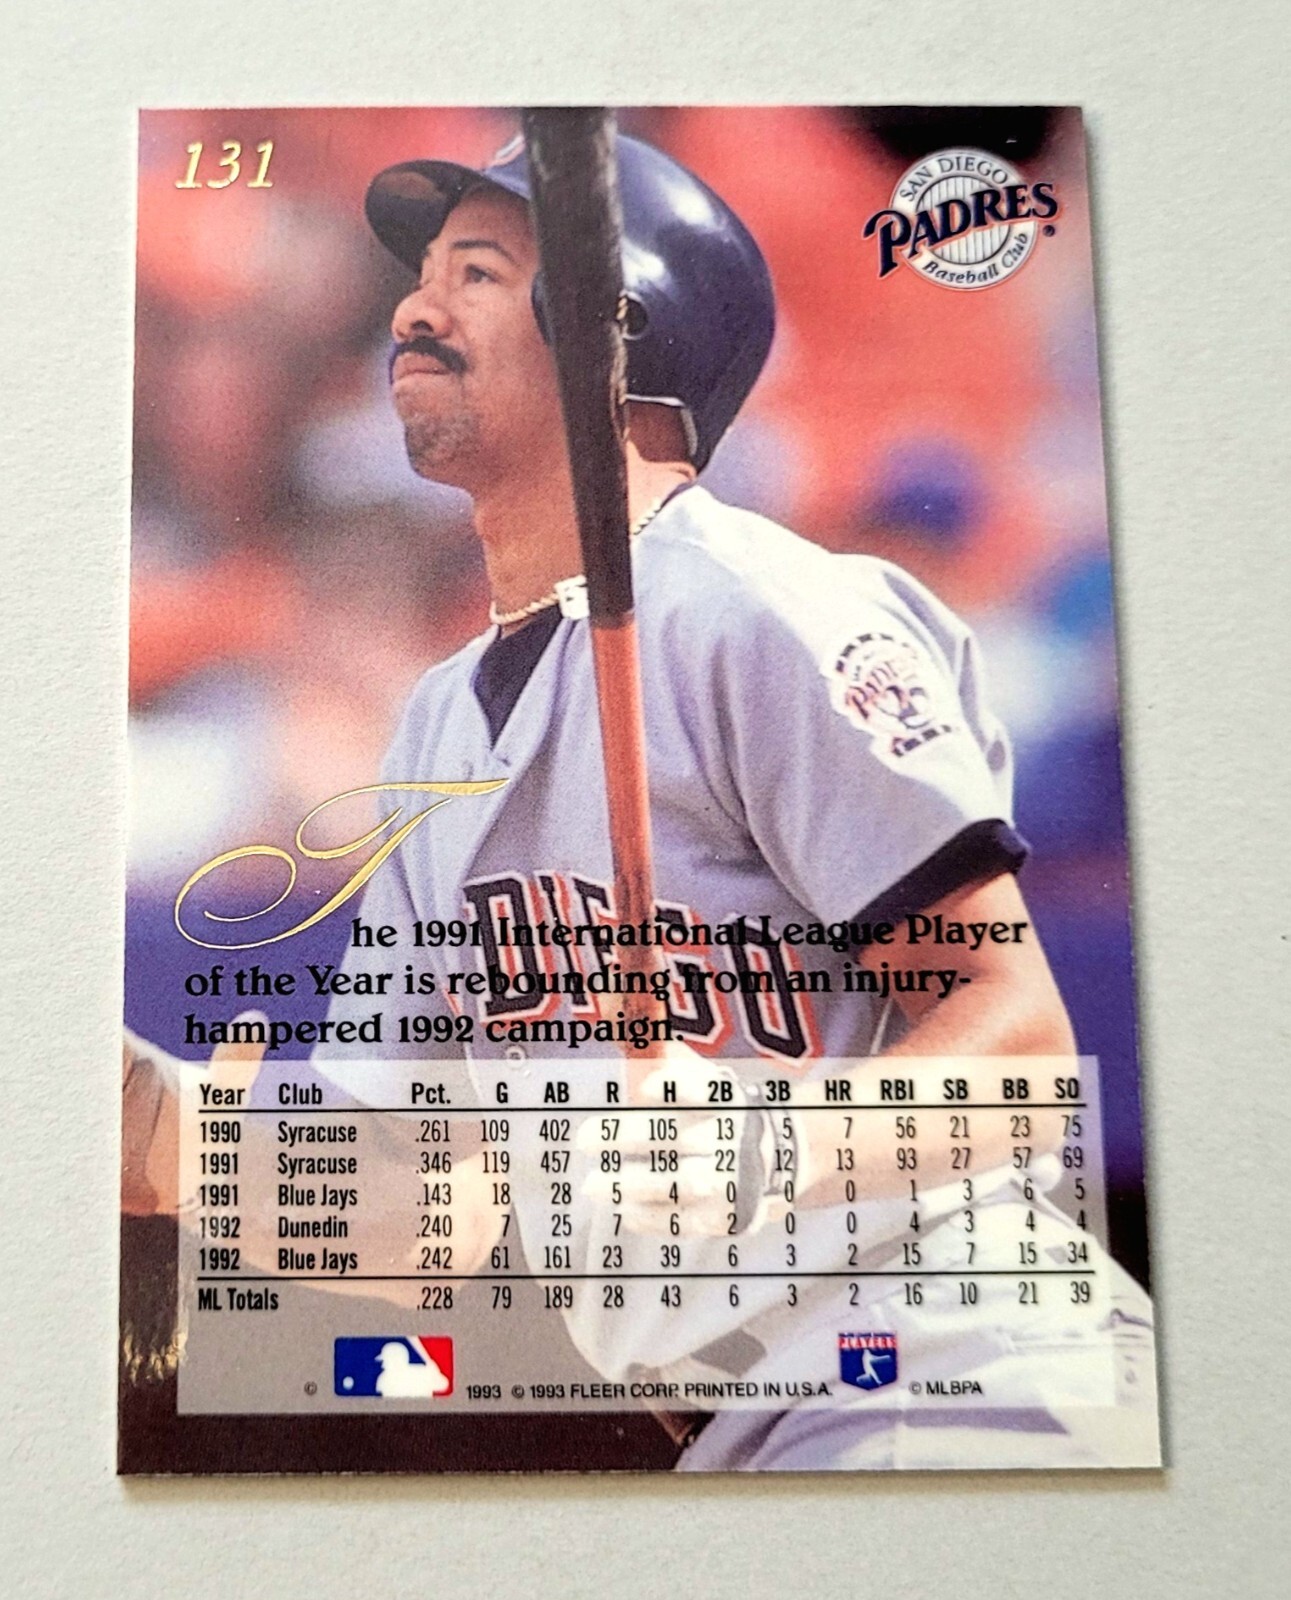 131
SAN DIEGO
PADRES
Baseball Club
PADRES
DIEGO
The 1991 International League Player
of the Year is rebounding from an injury-
hampered 1992 campaign.
Year Club Pct. G AB R H 2B 3B HR RBI SB BB SO
1990 Syracuse .261 109 402 57 105 13 5 7 56 21 23 75
1991 Syracuse .346 119 457 89 158 22 12 13 93 27 57 69
1991 Blue Jays .143 18 28 5 4 0 0 0 1 3 6 5
1992 Dunedin .240 7 25 7 6 2 0 0 4 3 4 4
1992 Blue Jays .242 61 161 23 39 6 3 2 15 7 15 34
ML Totals .228 79 189 28 43 6 3 2 16 10 21 39
PLAYERS
© 1993 © 1993 FLEER CORP. PRINTED IN U.S.A. © MLBPA